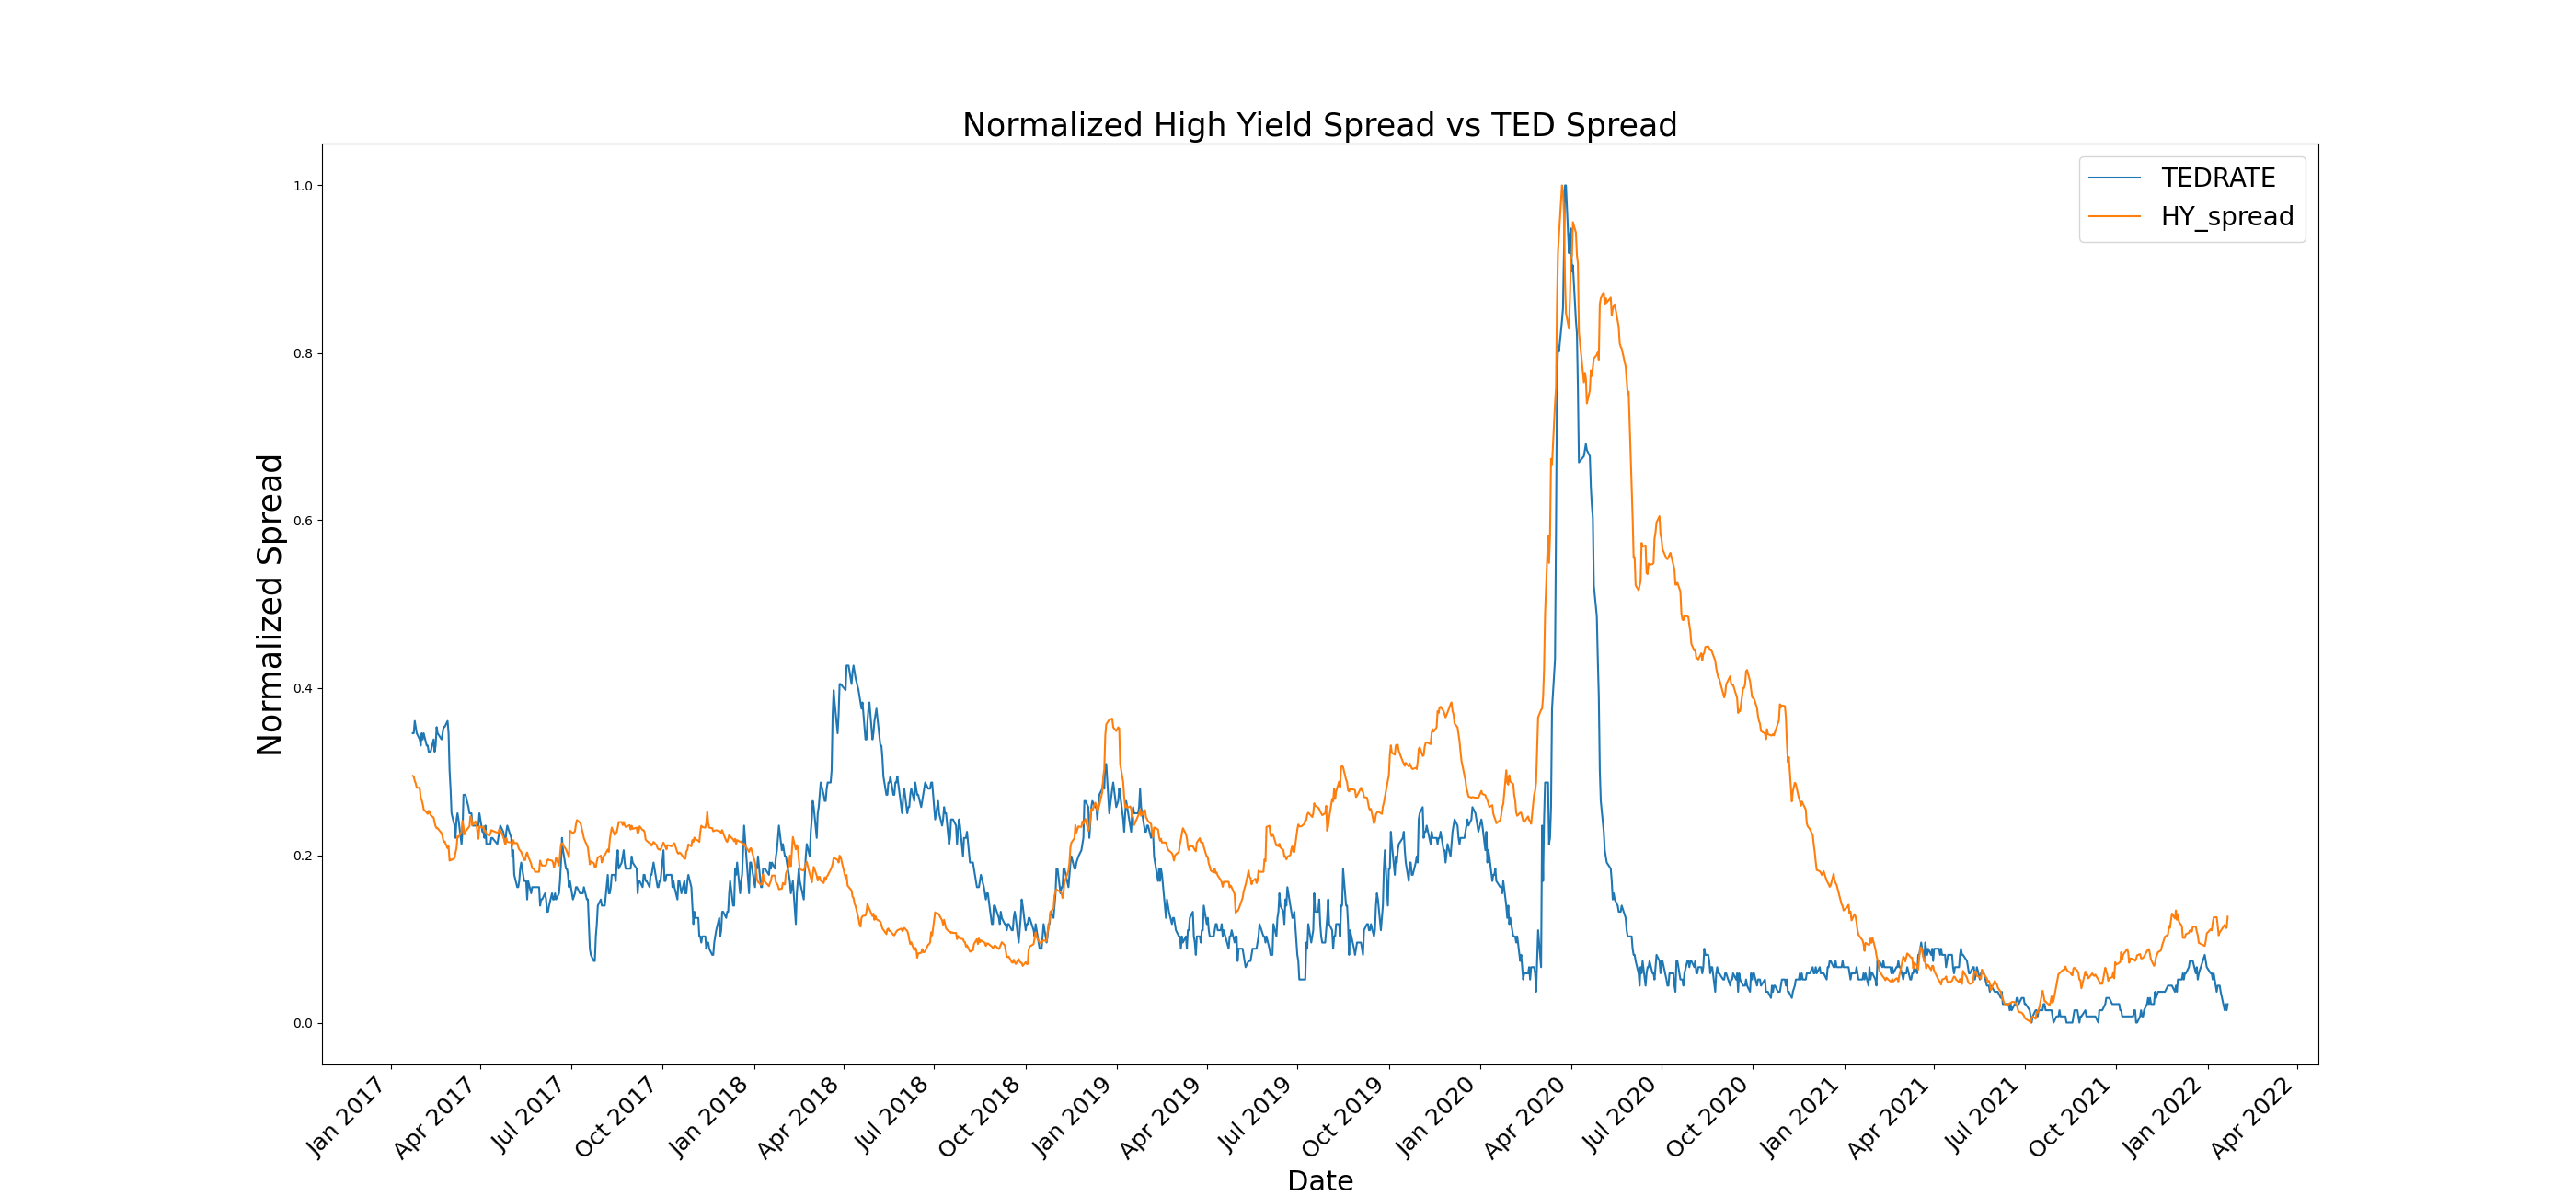 Normalized High Yield Spread vs TED Spread
TEDRATE
HY_spread
Normalized Spread
1.0
0.8
0.6
0.4
0.2
0.0
Jan 2017
Apr 2017
Jul 2017
Oct 2017
Jan 2018
Apr 2018
Jul 2018
Oct 2018
Jan 2019
Apr 2019
Jul 2019
Oct 2019
Jan 2020
Apr 2020
Jul 2020
Oct 2020
Jan 2021
Apr 2021
Jul 2021
Oct 2021
Jan 2022
Apr 2022
Date